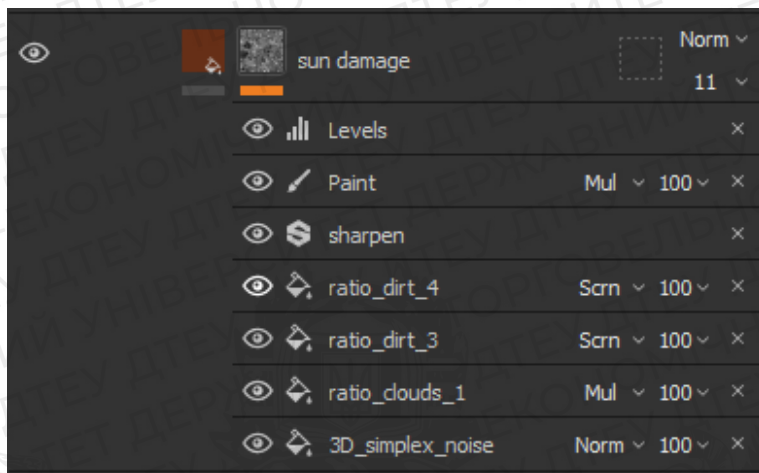 sun damage Norm
11
Levels
Paint Mul 100
sharpen
ratio_dirt_4 Scrn 100
ratio_dirt_3 Scrn 100
ratio_clouds_1 Mul 100
3D_simplex_noise Norm 100